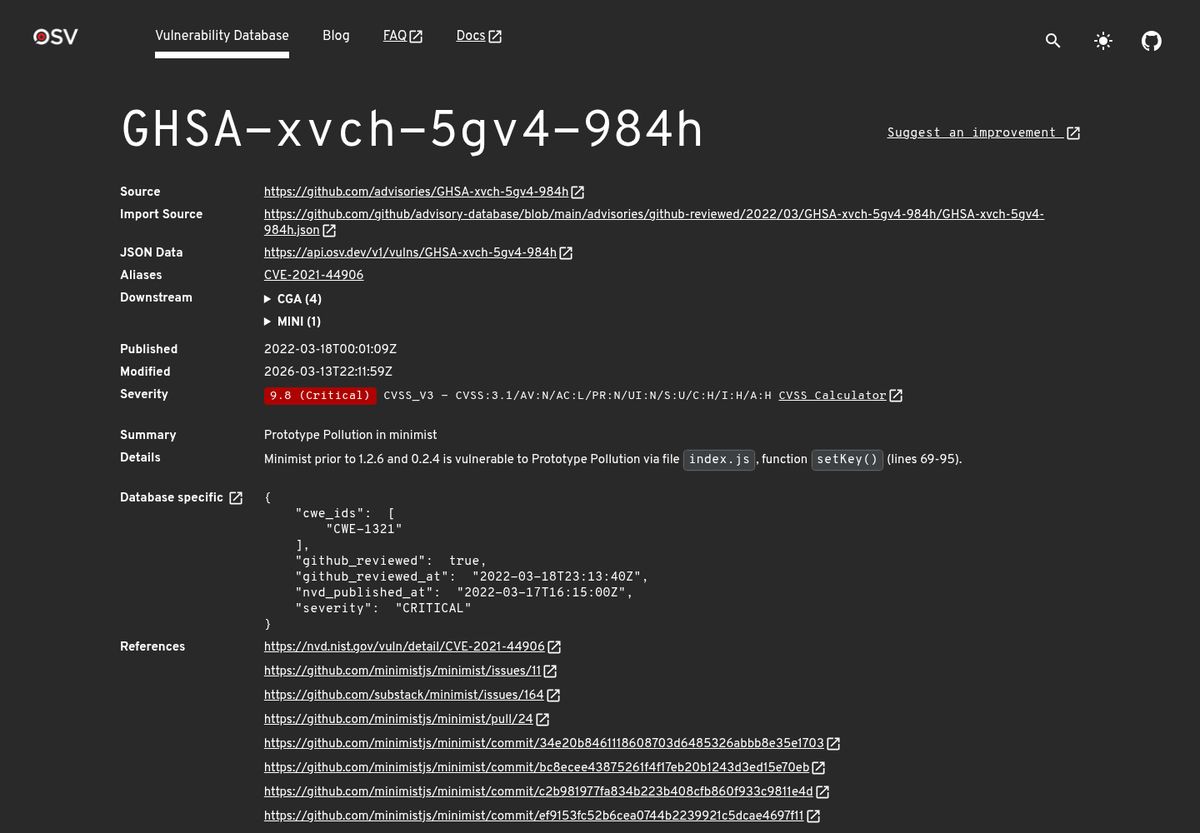 OSV
Vulnerability Database Blog FAQ Docs
GHSA-xvch-5gv4-984h
Suggest an improvement
Source https://github.com/advisories/GHSA-xvch-5gv4-984h
Import Source https://github.com/github/advisory-database/blob/main/advisories/github-reviewed/2022/03/GHSA-xvch-5gv4-984h/GHSA-xvch-5gv4-
984h.json
JSON Data https://api.osv.dev/v1/vulns/GHSA-xvch-5gv4-984h
Aliases CVE-2021-44906
Downstream CGA (4)
MINI (1)
Published 2022-03-18T00:01:09Z
Modified 2026-03-13T22:11:59Z
Severity 9.8 (Critical) CVSS_V3 - CVSS:3.1/AV:N/AC:L/PR:N/UI:N/S:U/C:H/I:H/A:H CVSS Calculator
Summary Prototype Pollution in minimist
Details Minimist prior to 1.2.6 and 0.2.4 is vulnerable to Prototype Pollution via file index.js, function setKey() (lines 69-95).
Database specific {
"cwe_ids": [
"CWE-1321"
],
"github_reviewed": true,
"github_reviewed_at": "2022-03-18T23:13:40Z",
"nvd_published_at": "2022-03-17T16:15:00Z",
"severity": "CRITICAL"
}
References https://nvd.nist.gov/vuln/detail/CVE-2021-44906
https://github.com/minimistjs/minimist/issues/11
https://github.com/substack/minimist/issues/164
https://github.com/minimistjs/minimist/pull/24
https://github.com/minimistjs/minimist/commit/34e20b8461118608703d6485326abbb8e35e1703
https://github.com/minimistjs/minimist/commit/bc8ecee43875261f4f17eb20b1243d3ed15e70eb
https://github.com/minimistjs/minimist/commit/c2b981977fa834b223b408cfb860f933c9811e4d
https://github.com/minimistjs/minimist/commit/ef9153fc52b6cea0744b2239921c5dcae4697f11